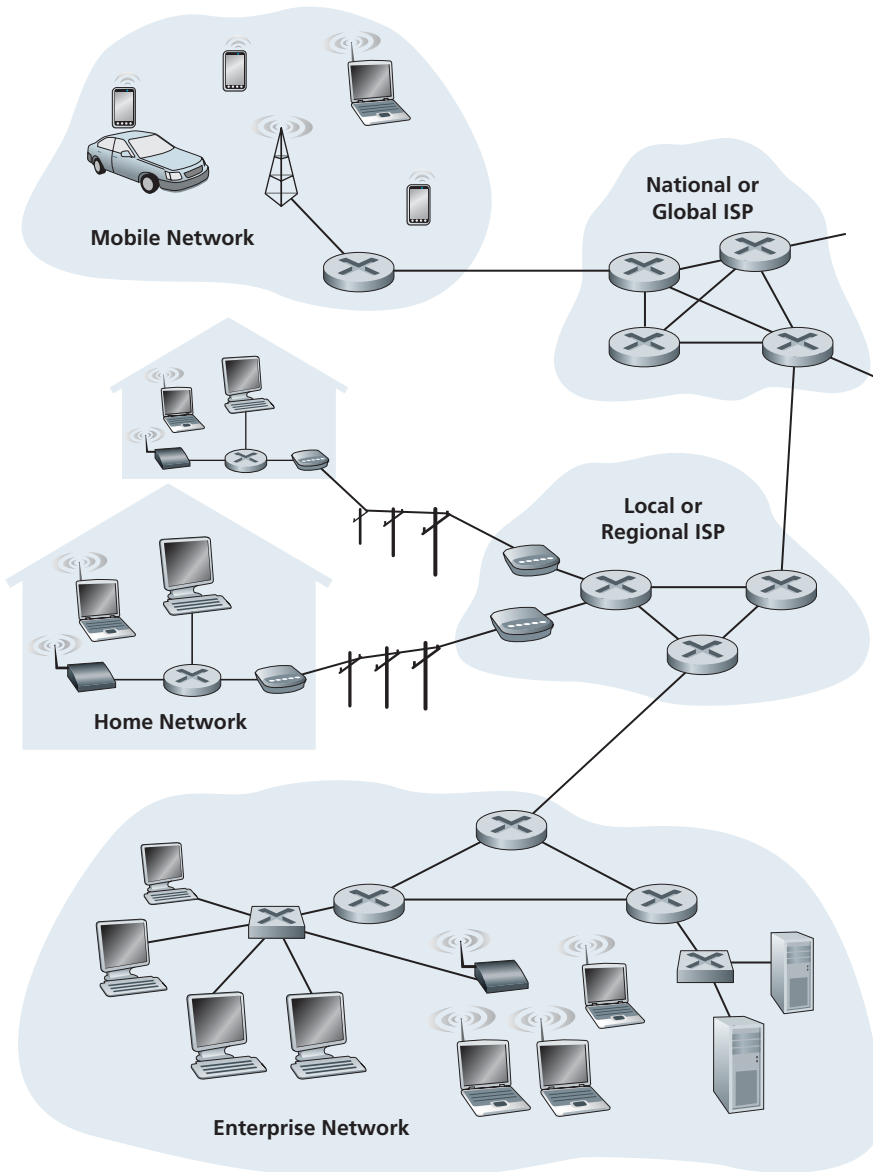 Mobile Network
National or
Global ISP
Local or
Regional ISP
Home Network
Enterprise Network